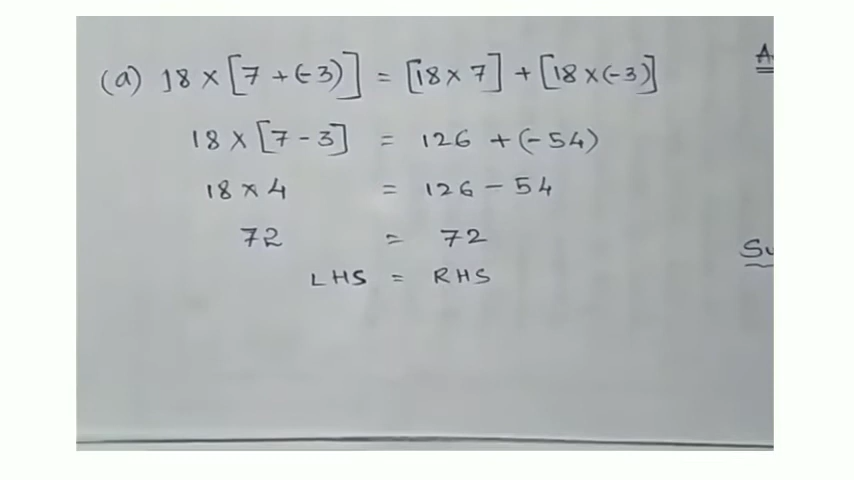 (a) 18 × [7 + (-3)] = [18 × 7] + [18 × (-3)]
18 × [7 - 3] = 126 + (-54)
18 × 4 = 126 - 54
72 = 72
LHS = RHS